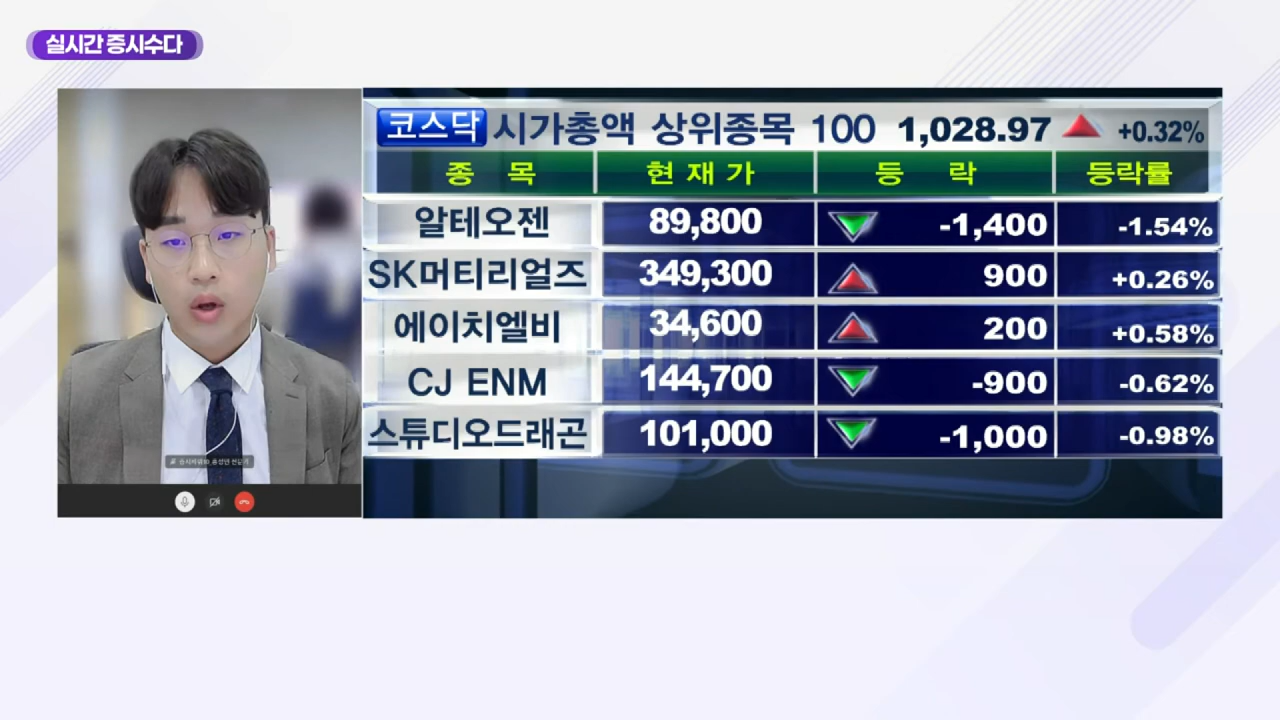 실시간 증시수다
코스닥 시가총액 상위종목 100 1,028.97 +0.32%
종 목 현 재 가 등 락 등락률
알테오젠 89,800 -1,400 -1.54%
SK머티리얼즈 349,300 900 +0.26%
에이치엘비 34,600 200 +0.58%
CJ ENM 144,700 -900 -0.62%
스튜디오드래곤 101,000 -1,000 -0.98%